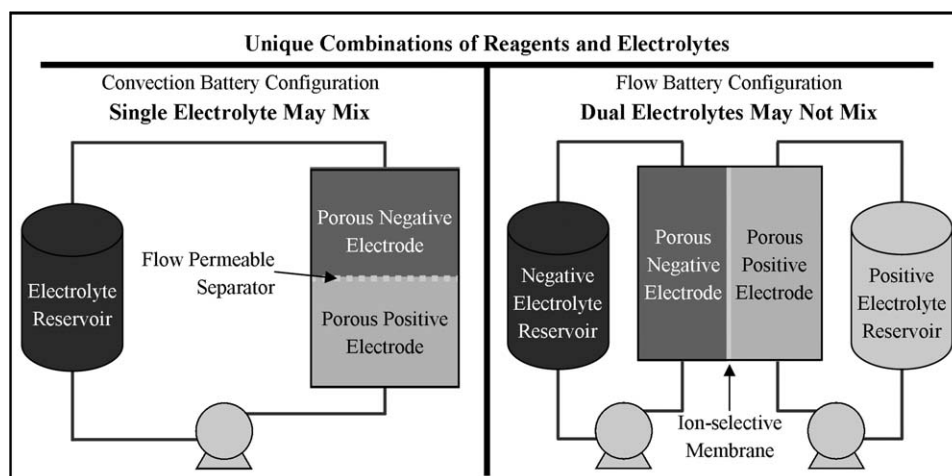 Unique Combinations of Reagents and Electrolytes
Convection Battery Configuration
Single Electrolyte May Mix
Electrolyte
Reservoir
Flow Permeable
Separator
Porous Negative
Electrode
Porous Positive
Electrode
Flow Battery Configuration
Dual Electrolytes May Not Mix
Negative
Electrolyte
Reservoir
Porous
Negative
Electrode
Porous
Positive
Electrode
Positive
Electrolyte
Reservoir
Ion-selective
Membrane